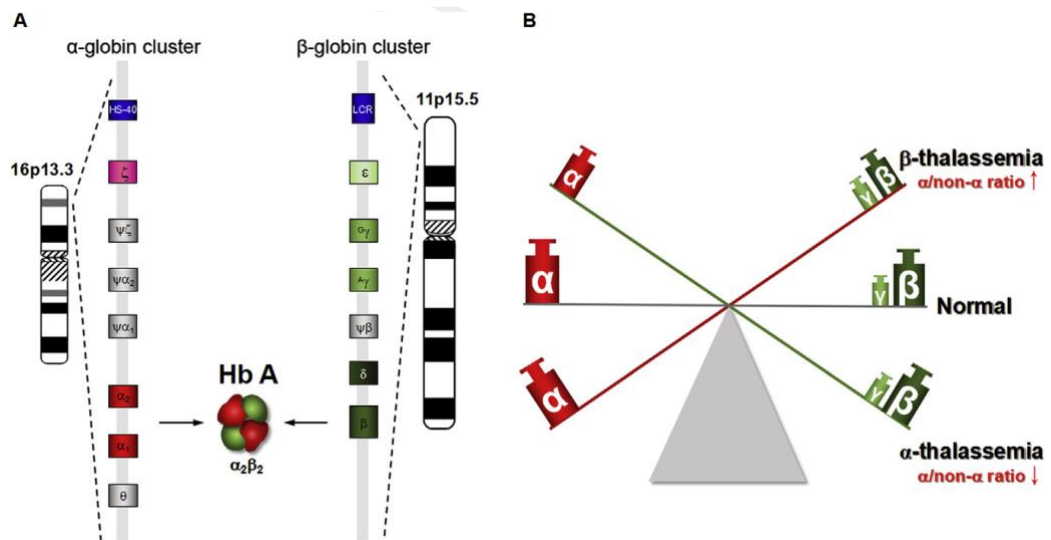 A
α-globin cluster
β-globin cluster
16p13.3
HS-40
ζ
ψζ
ψα₂
ψα₁
α₂
α₁
θ
LCR
ε
ᴳγ
ᴬγ
ψβ
δ
β
11p15.5
Hb A
α₂β₂
B
α
γ β
β-thalassemia
α/non-α ratio ↑
α
γ β
Normal
α
γ β
α-thalassemia
α/non-α ratio ↓